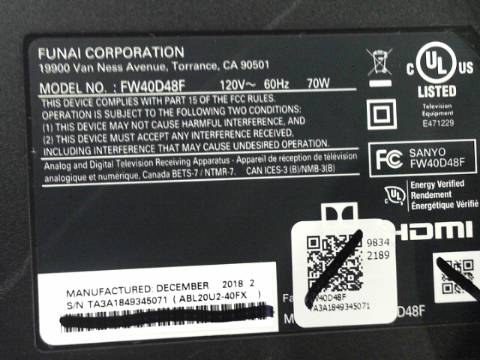 FUNAI CORPORATION
19900 Van Ness Avenue, Torrance, CA 90501
MODEL NO. : FW40D48F 120V~ 60Hz 70W
THIS DEVICE COMPLIES WITH PART 15 OF THE FCC RULES.
OPERATION IS SUBJECT TO THE FOLLOWING TWO CONDITIONS:
(1) THIS DEVICE MAY NOT CAUSE HARMFUL INTERFERENCE, AND
(2) THIS DEVICE MUST ACCEPT ANY INTERFERENCE RECEIVED,
INCLUDING INTERFERENCE THAT MAY CAUSE UNDESIRED OPERATION.
Analog and Digital Television Receiving Apparatus - Appareil de réception de télévision
analogique et numérique, Canada BETS-7 / NTMR-7. CAN ICES-3 (B)/NMB-3(B)
C UL US
LISTED
Television
Equipment
E471229
FC SANYO
FW40D48F
UL
Energy Verified
Rendement
Énergétique Vérifié
HDMI
9834
2189
FW40D48F
TA3A1849345071
MANUFACTURED: DECEMBER 2018 2
S/N TA3A1849345071 ( ABL20U2-40FX )